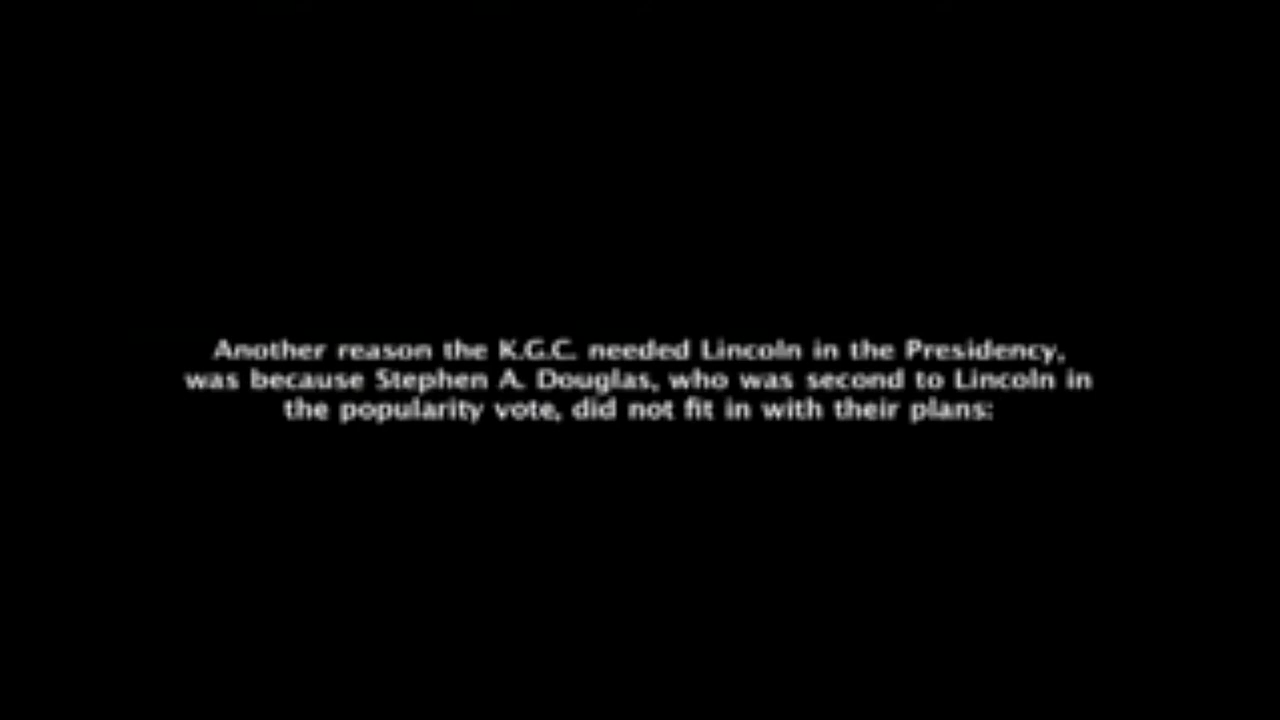 Another reason the K.G.C. needed Lincoln in the Presidency,
was because Stephen A. Douglas, who was second to Lincoln in
the popularity vote, did not fit in with their plans: